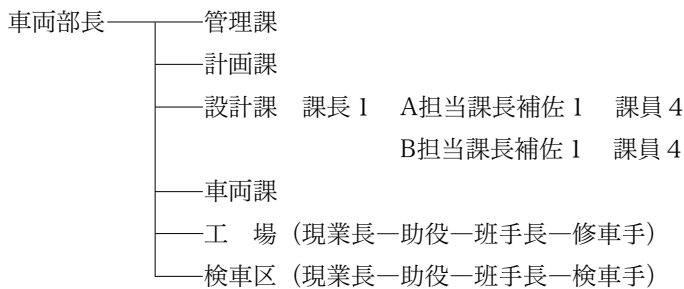 車両部長 管理課
計画課
設計課　課長1　A担当課長補佐1　課員4
B担当課長補佐1　課員4
車両課
工　場（現業長—助役—班手長—修車手）
検車区（現業長—助役—班手長—検車手）